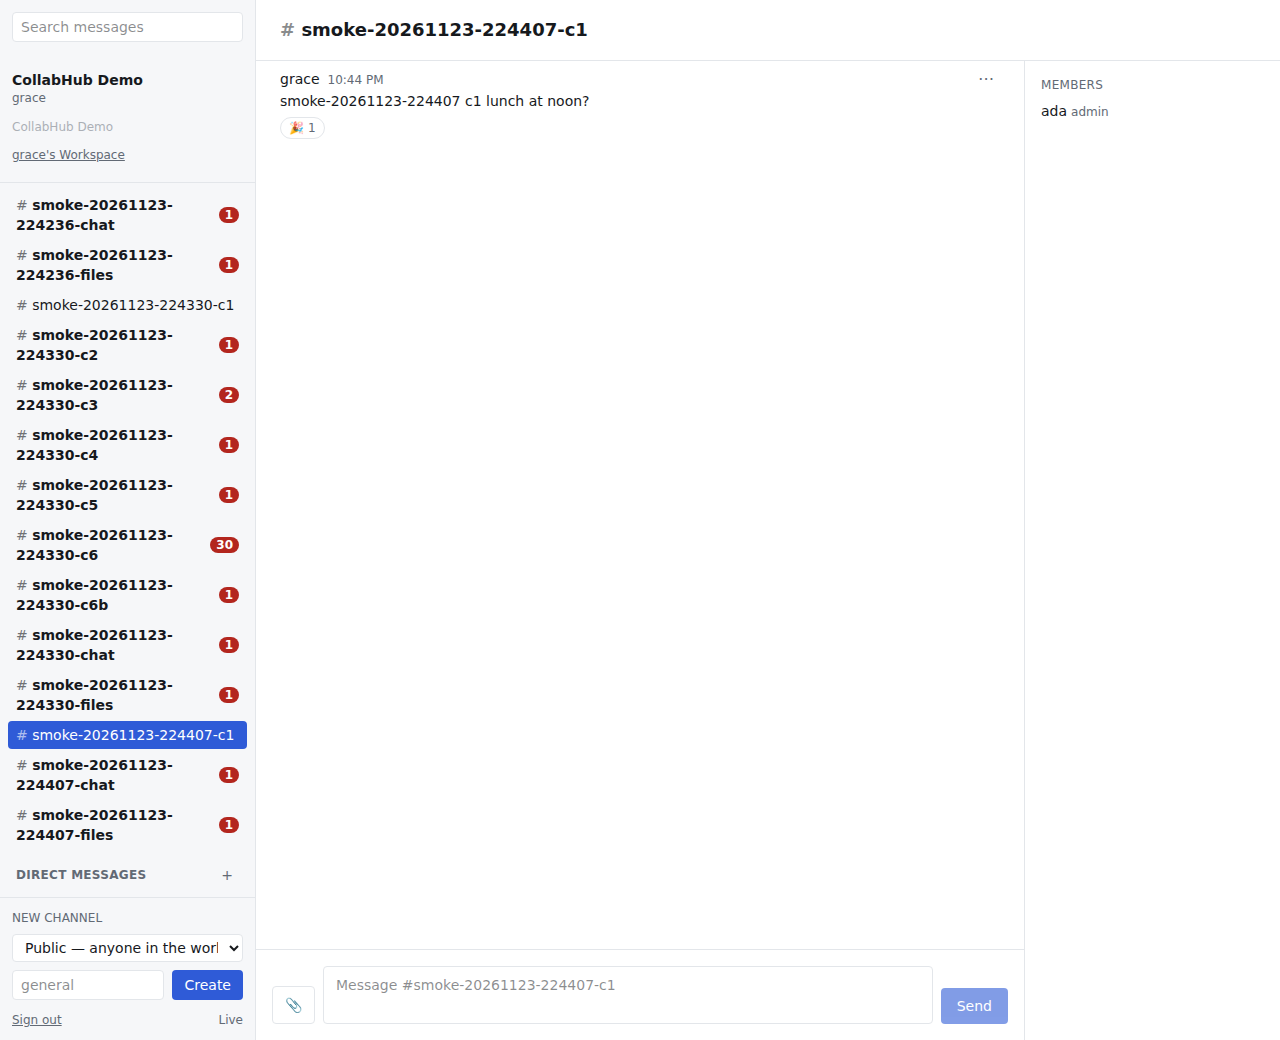 Search messages
CollabHub Demo
grace
CollabHub Demo
grace's Workspace
# smoke-20261123-
224236-chat
1
# smoke-20261123-
224236-files
1
# smoke-20261123-224330-c1
# smoke-20261123-
224330-c2
1
# smoke-20261123-
224330-c3
2
# smoke-20261123-
224330-c4
1
# smoke-20261123-
224330-c5
1
# smoke-20261123-
224330-c6
30
# smoke-20261123-
224330-c6b
1
# smoke-20261123-
224330-chat
1
# smoke-20261123-
224330-files
1
# smoke-20261123-224407-c1
# smoke-20261123-
224407-chat
1
# smoke-20261123-
224407-files
1
DIRECT MESSAGES +
NEW CHANNEL
Public — anyone in the worl
general
Create
Sign out
Live
# smoke-20261123-224407-c1
grace 10:44 PM ⋯
smoke-20261123-224407 c1 lunch at noon?
🎉 1
Message #smoke-20261123-224407-c1
Send
MEMBERS
ada admin